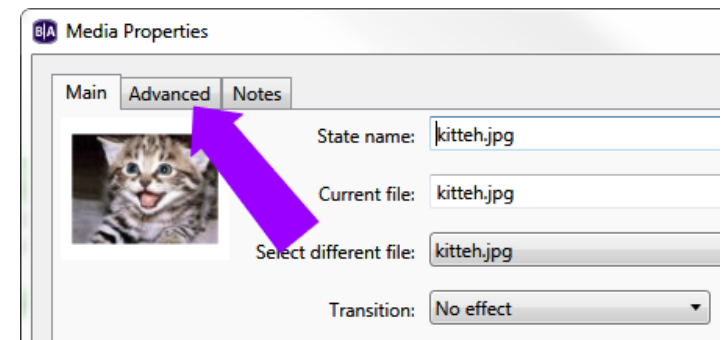 B|A Media Properties
Main Advanced Notes
State name: kitteh.jpg
Current file: kitteh.jpg
Select different file: kitteh.jpg
Transition: No effect